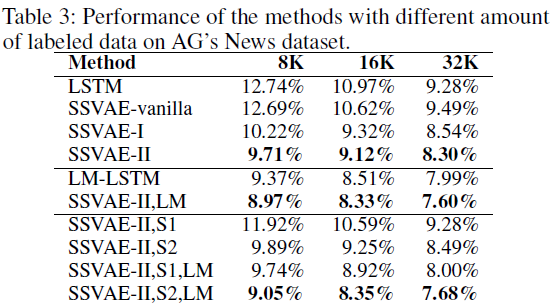 Table 3: Performance of the methods with different amount
of labeled data on AG's News dataset.
Method 8K 16K 32K
LSTM 12.74% 10.97% 9.28%
SSVAE-vanilla 12.69% 10.62% 9.49%
SSVAE-I 10.22% 9.32% 8.54%
SSVAE-II 9.71% 9.12% 8.30%
LM-LSTM 9.37% 8.51% 7.99%
SSVAE-II,LM 8.97% 8.33% 7.60%
SSVAE-II,S1 11.92% 10.59% 9.28%
SSVAE-II,S2 9.89% 9.25% 8.49%
SSVAE-II,S1,LM 9.74% 8.92% 8.00%
SSVAE-II,S2,LM 9.05% 8.35% 7.68%